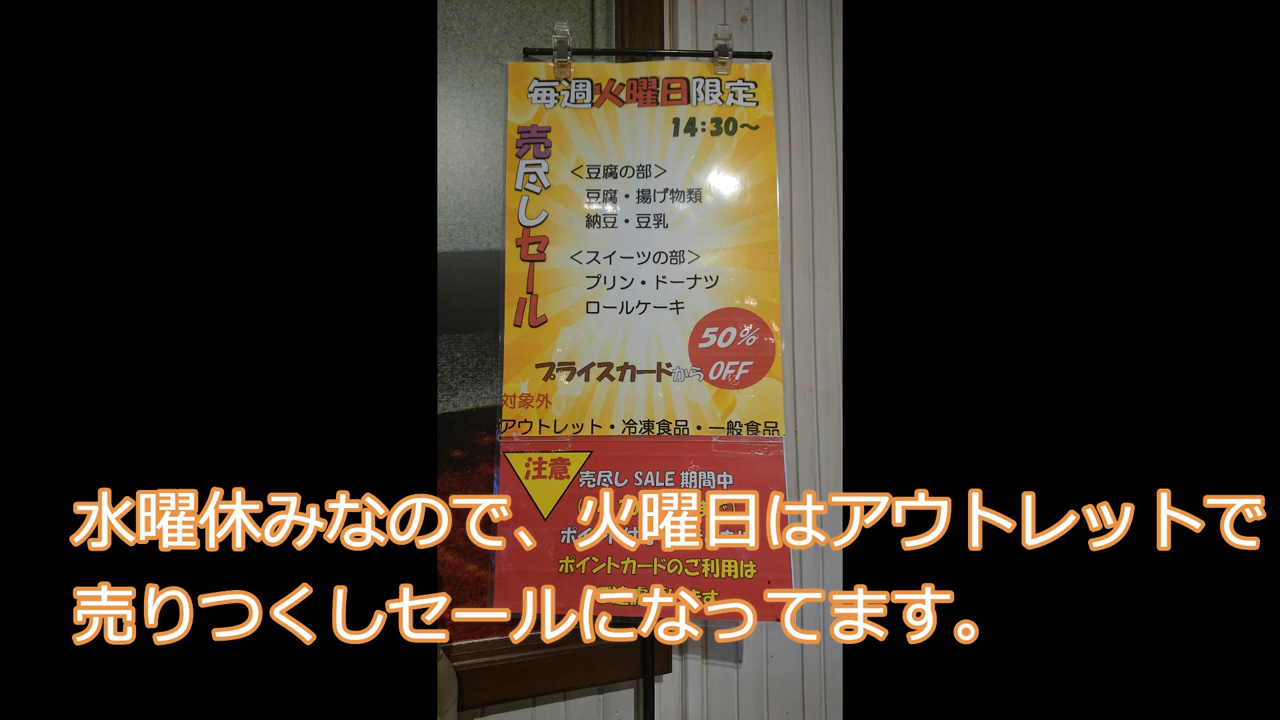 毎週火曜日限定
14:30～
売尽しセール
＜豆腐の部＞
豆腐・揚げ物類
納豆・豆乳
＜スイーツの部＞
プリン・ドーナツ
ロールケーキ
50%
OFF
プライスカードから
対象外
アウトレット・冷凍食品・一般食品
注意
売尽し SALE 期間中
ポイントカードのご利用は
水曜休みなので、火曜日はアウトレットで
売りつくしセールになってます。